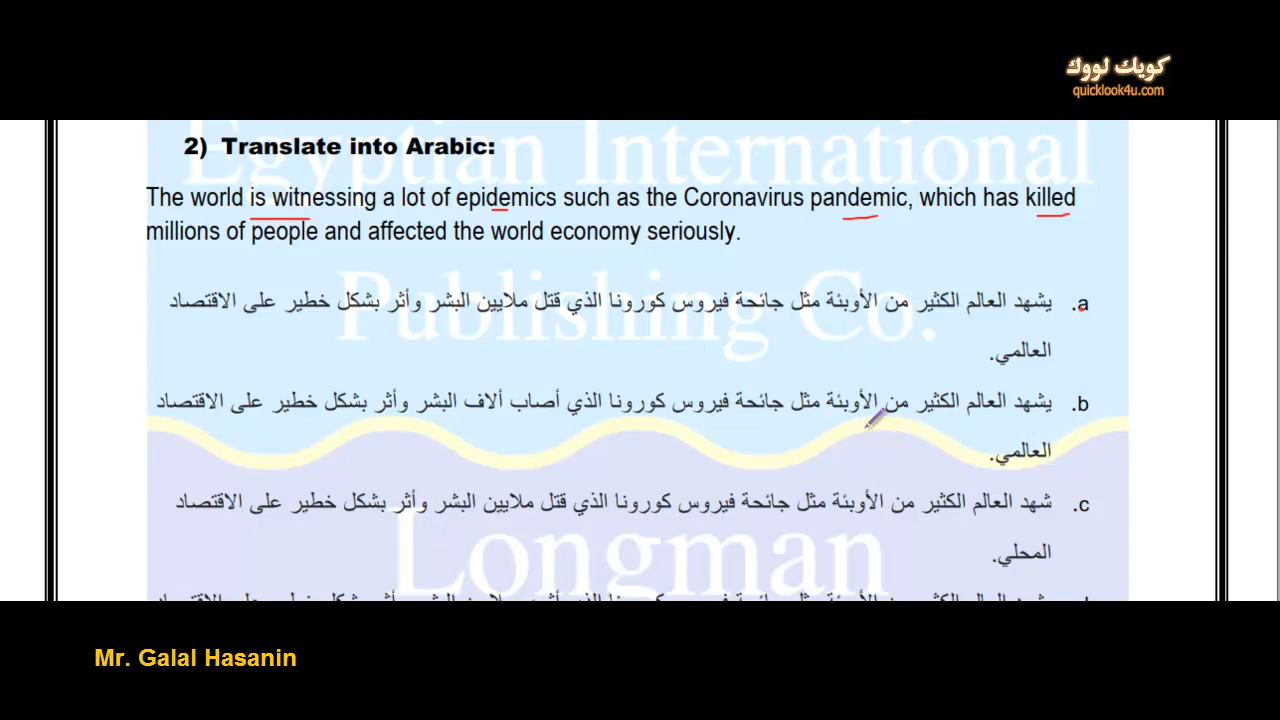 كويك لووك
quicklook4u.com
Egyptian International
2) Translate into Arabic:
The world is witnessing a lot of epidemics such as the Coronavirus pandemic, which has killed
millions of people and affected the world economy seriously.
Publishing Co.
a. يشهد العالم الكثير من الأوبئة مثل جائحة فيروس كورونا الذي قتل ملايين البشر وأثر بشكل خطير على الاقتصاد
العالمي.
b. يشهد العالم الكثير من الأوبئة مثل جائحة فيروس كورونا الذي أصاب ألاف البشر وأثر بشكل خطير على الاقتصاد
العالمي.
c. شهد العالم الكثير من الأوبئة مثل جائحة فيروس كورونا الذي قتل ملايين البشر وأثر بشكل خطير على الاقتصاد
المحلي.
Longman
Mr. Galal Hasanin